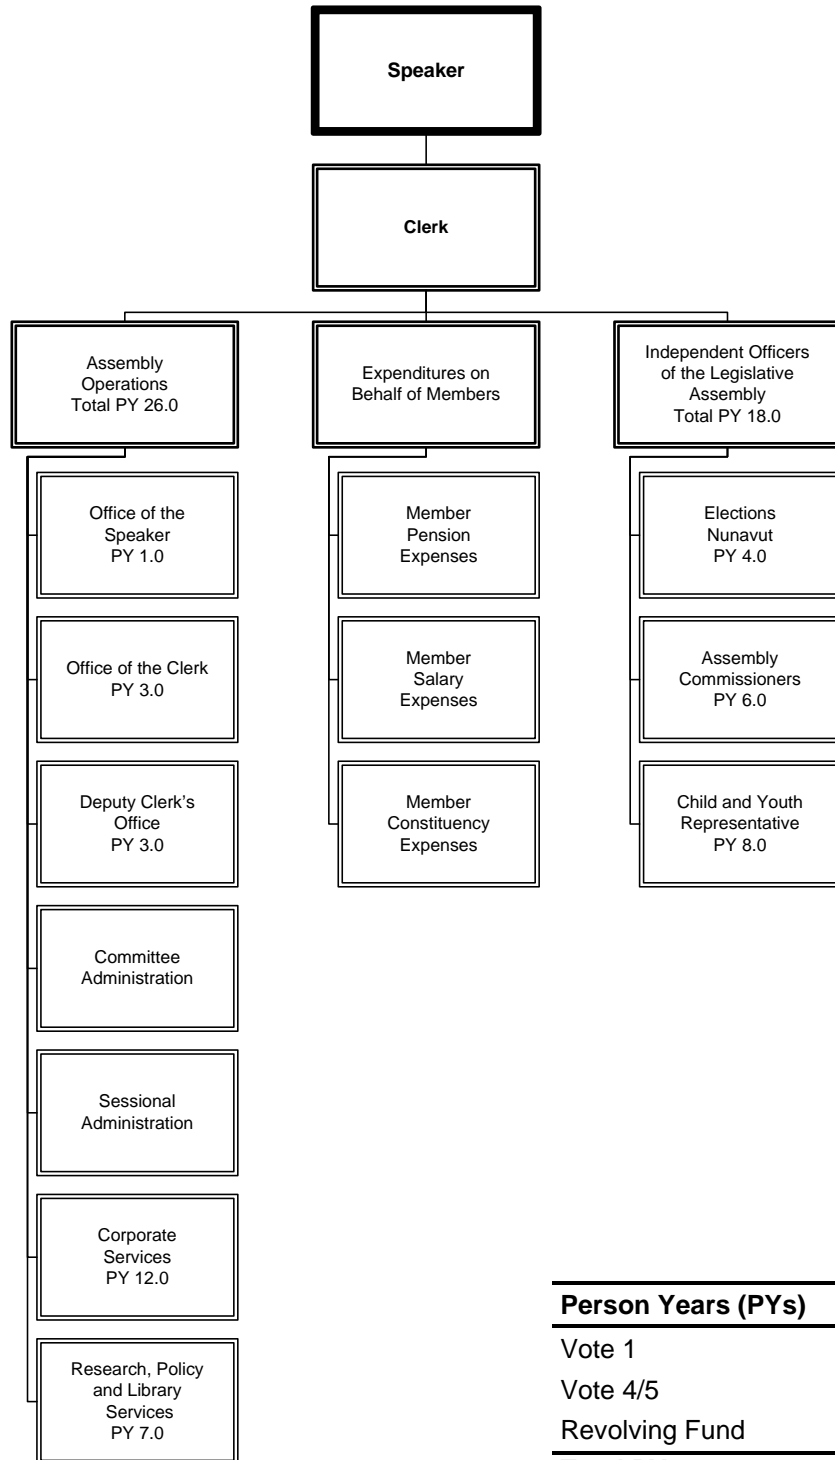 Speaker
Clerk
Assembly
Operations
Total PY 26.0
Expenditures on
Behalf of Members
Independent Officers
of the Legislative
Assembly
Total PY 18.0
Office of the
Speaker
PY 1.0
Member
Pension
Expenses
Elections
Nunavut
PY 4.0
Office of the Clerk
PY 3.0
Member
Salary
Expenses
Assembly
Commissioners
PY 6.0
Deputy Clerk's
Office
PY 3.0
Member
Constituency
Expenses
Child and Youth
Representative
PY 8.0
Committee
Administration
Sessional
Administration
Corporate
Services
PY 12.0
Research, Policy
and Library
Services
PY 7.0
Person Years (PYs)
Vote 1
Vote 4/5
Revolving Fund